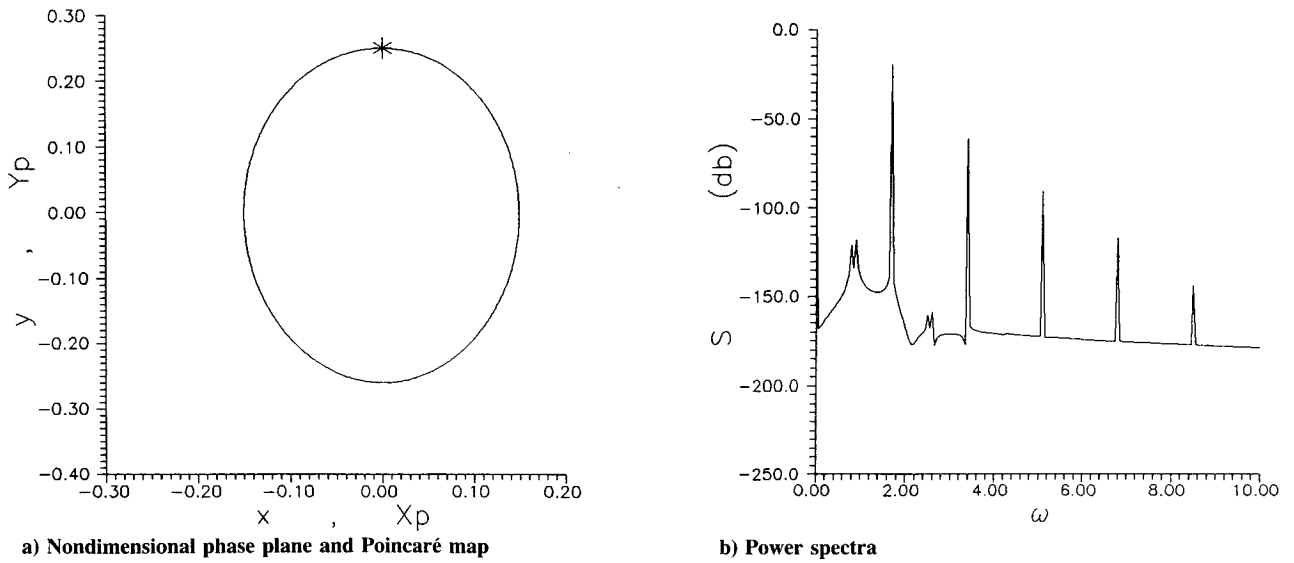 0.30
0.20
0.10
0.00
−0.10
−0.20
−0.30
−0.40
y , Yp
−0.30 −0.20 −0.10 0.00 0.10 0.20
x , Xp
a) Nondimensional phase plane and Poincaré map
0.0
−50.0
−100.0
−150.0
−200.0
−250.0
S (db)
0.00 2.00 4.00 6.00 8.00 10.00
ω
b) Power spectra